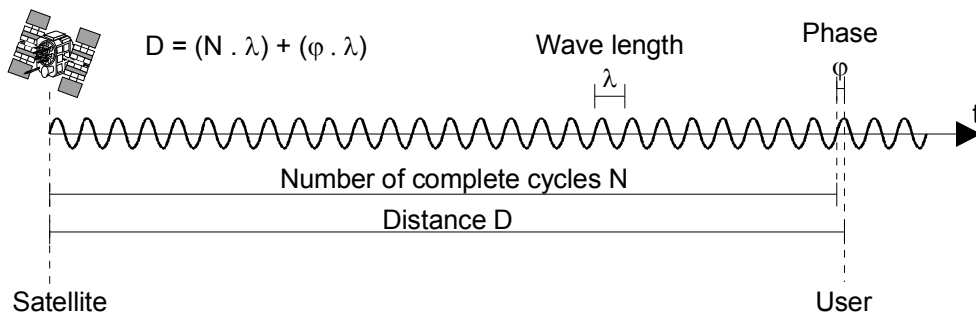 D = (N . λ) + (φ . λ)
Wave length
λ
Phase
φ
t
Number of complete cycles N
Distance D
Satellite
User